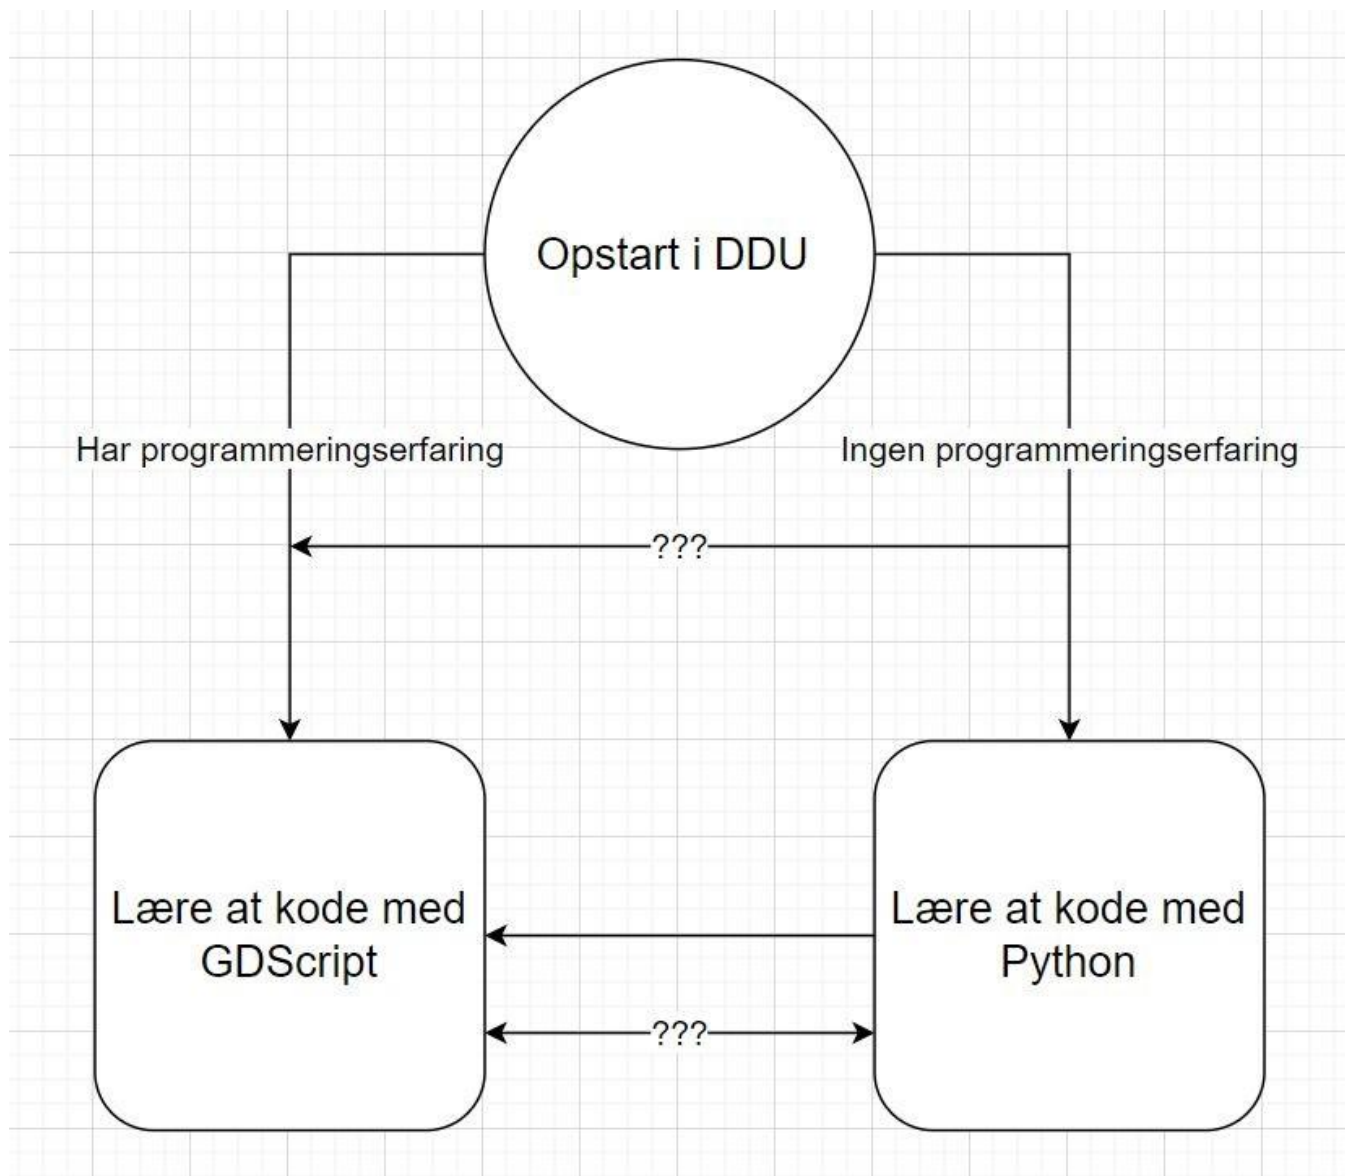 Opstart i DDU
Har programmeringserfaring
Ingen programmeringserfaring
???
Lære at kode med
GDScript
Lære at kode med
Python
???